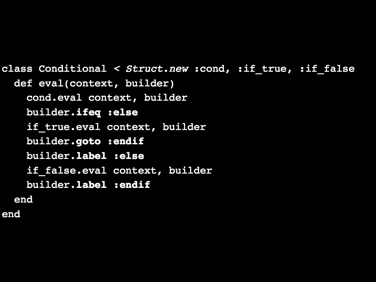 class Conditional < Struct.new :cond, :if_true, :if_false
def eval(context, builder)
cond.eval context, builder
builder.ifeq :else
if_true.eval context, builder
builder.goto :endif
builder.label :else
if_false.eval context, builder
builder.label :endif
end
end